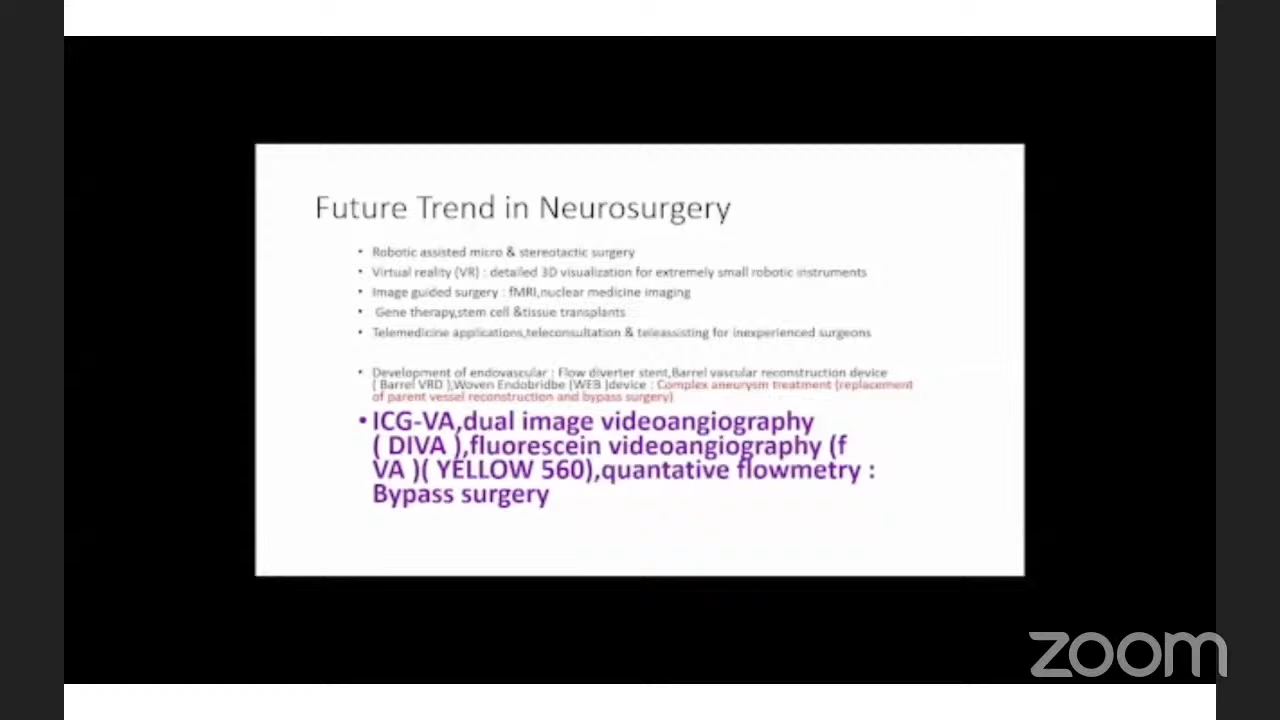 Future Trend in Neurosurgery
• Robotic assisted micro & stereotactic surgery
• Virtual reality (VR) : detailed 3D visualization for extremely small robotic instruments
• Image guided surgery : fMRI,nuclear medicine imaging
• Gene therapy,stem cell &tissue transplants
• Telemedicine applications,teleconsultation & teleassisting for inexperienced surgeons
• Development of endovascular : Flow diverter stent,Barrel vascular reconstruction device
( Barrel VRD ),Woven Endobridbe (WEB )device : Complex aneurysm treatment (replacement
of parent vessel reconstruction and bypass surgery)
• ICG-VA,dual image videoangiography
( DIVA ),fluorescein videoangiography (f
VA )( YELLOW 560),quantative flowmetry :
Bypass surgery
zoom